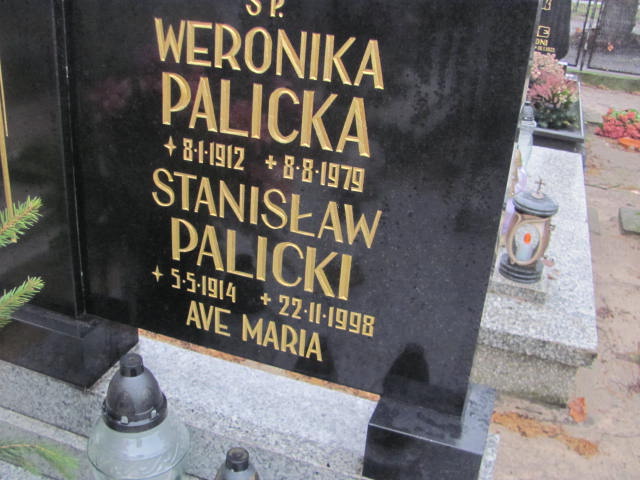 Ś P.
WERONIKA
PALICKA
✦ 8·1·1912 + 8·8·1979
STANISŁAW
PALICKI
✦ 5·5·1914 + 22·11·1998
AVE MARIA